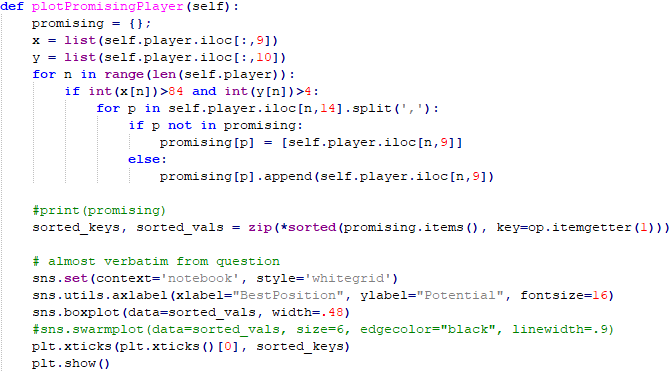 def plotPromisingPlayer(self):
    promising = {};
    x = list(self.player.iloc[:,9])
    y = list(self.player.iloc[:,10])
    for n in range(len(self.player)):
        if int(x[n])>84 and int(y[n])>4:
            for p in self.player.iloc[n,14].split(','):
                if p not in promising:
                    promising[p] = [self.player.iloc[n,9]]
                else:
                    promising[p].append(self.player.iloc[n,9])
    #print(promising)
    sorted_keys, sorted_vals = zip(*sorted(promising.items(), key=op.itemgetter(1)))
    # almost verbatim from question
    sns.set(context='notebook', style='whitegrid')
    sns.utils.axlabel(xlabel="BestPosition", ylabel="Potential", fontsize=16)
    sns.boxplot(data=sorted_vals, width=.48)
    #sns.swarmplot(data=sorted_vals, size=6, edgecolor="black", linewidth=.9)
    plt.xticks(plt.xticks()[0], sorted_keys)
    plt.show()